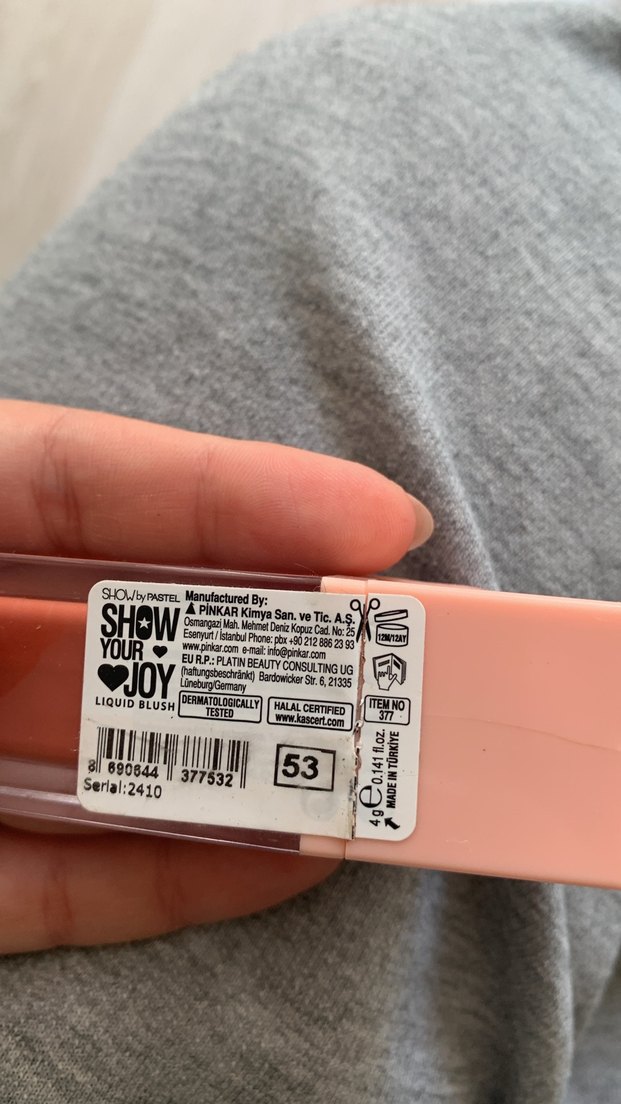 SHOW by PASTEL
SHOW
YOUR
JOY
LIQUID BLUSH
Manufactured By:
PİNKAR Kimya San. ve Tic. A.Ş.
Osmangazi Mah. Mehmet Deniz Kopuz Cad. No: 25
Esenyurt / İstanbul Phone: pbx +90 212 886 23 93
www.pinkar.com e-mail: info@pinkar.com
EU R.P.: PLATIN BEAUTY CONSULTING UG
(haftungsbeschränkt) Bardowicker Str. 6, 21335
Lüneburg/Germany
DERMATOLOGICALLY
TESTED
HALAL CERTIFIED
www.kascert.com
8 690644 377532
Serial:2410
53
12M/12AY
ITEM NO
377
4 g e 0.141 fl.oz.
MADE IN TÜRKİYE